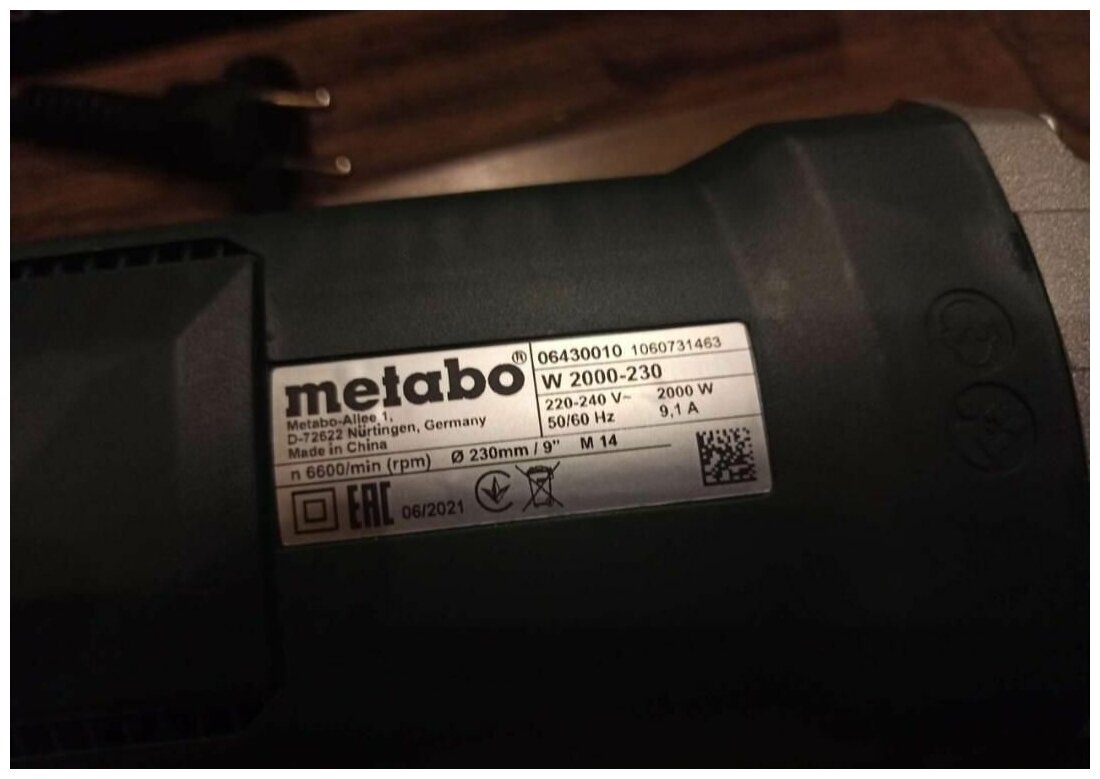 metabo®
Metabo-Allee 1,
D-72622 Nürtingen, Germany
Made in China
06430010 1060731463
W 2000-230
220-240 V~ 2000 W
50/60 Hz 9,1 A
n 6600/min (rpm) Ø 230mm / 9" M 14
EAC 06/2021